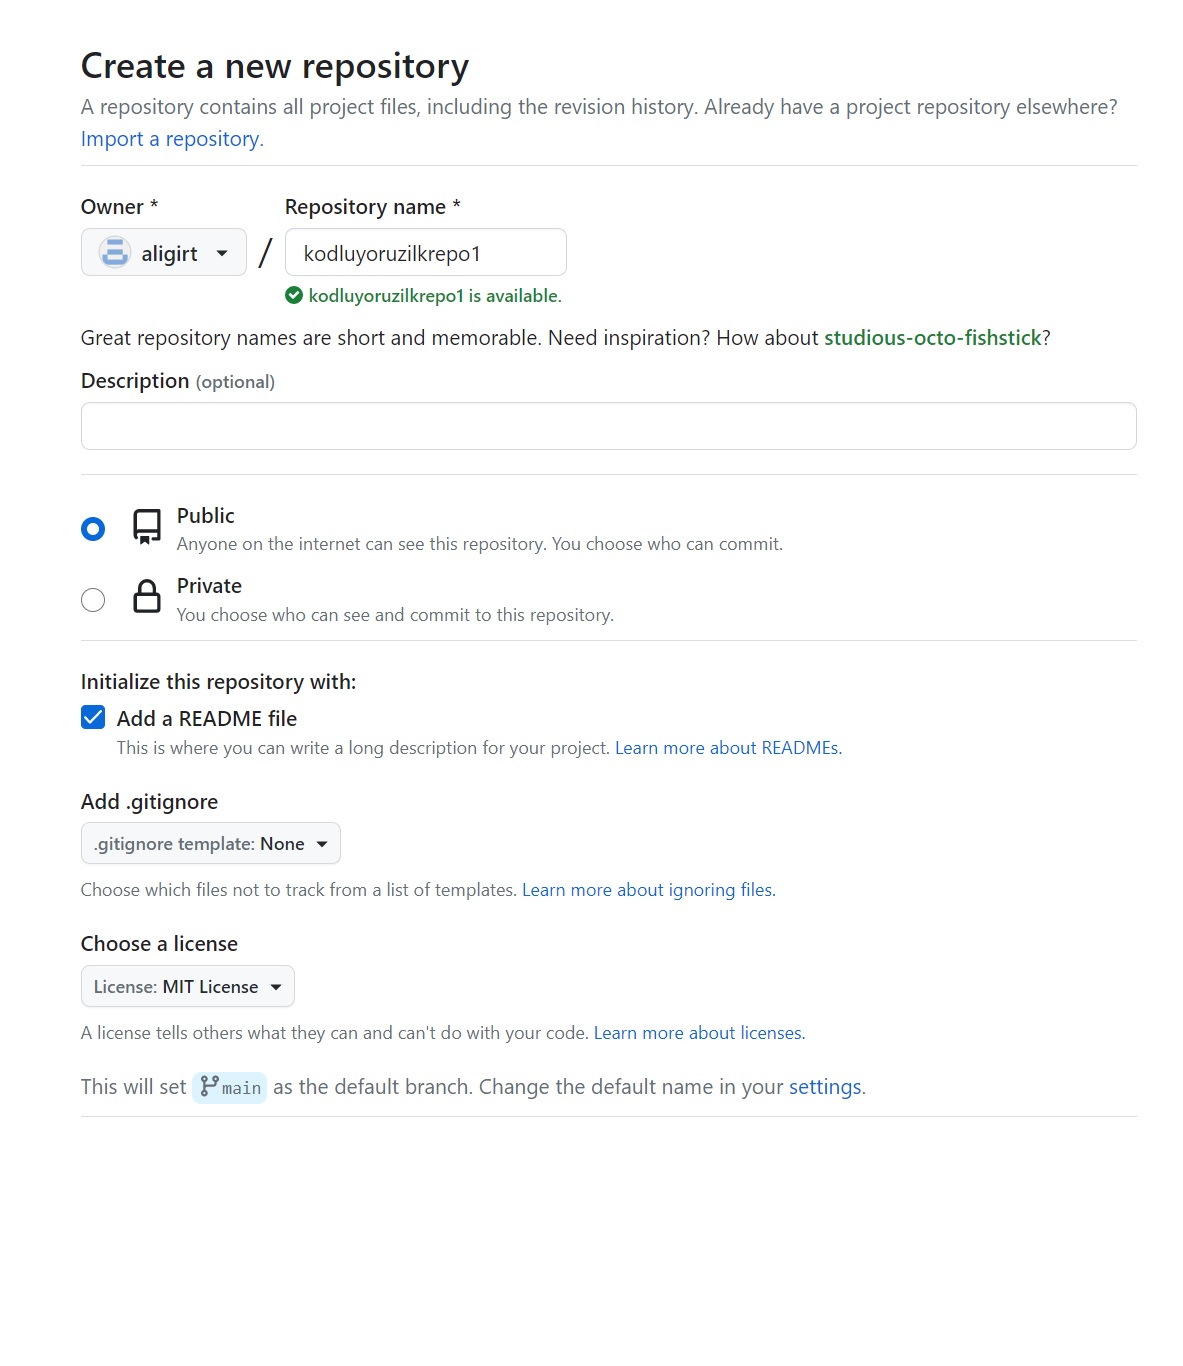 Create a new repository
A repository contains all project files, including the revision history. Already have a project repository elsewhere?
Import a repository.
Owner *
Repository name *
aligirt
/
kodluyoruzilkrepo1
kodluyoruzilkrepo1 is available.
Great repository names are short and memorable. Need inspiration? How about studious-octo-fishstick?
Description (optional)
Public
Anyone on the internet can see this repository. You choose who can commit.
Private
You choose who can see and commit to this repository.
Initialize this repository with:
Add a README file
This is where you can write a long description for your project. Learn more about READMEs.
Add .gitignore
.gitignore template: None
Choose which files not to track from a list of templates. Learn more about ignoring files.
Choose a license
License: MIT License
A license tells others what they can and can't do with your code. Learn more about licenses.
This will set main as the default branch. Change the default name in your settings.